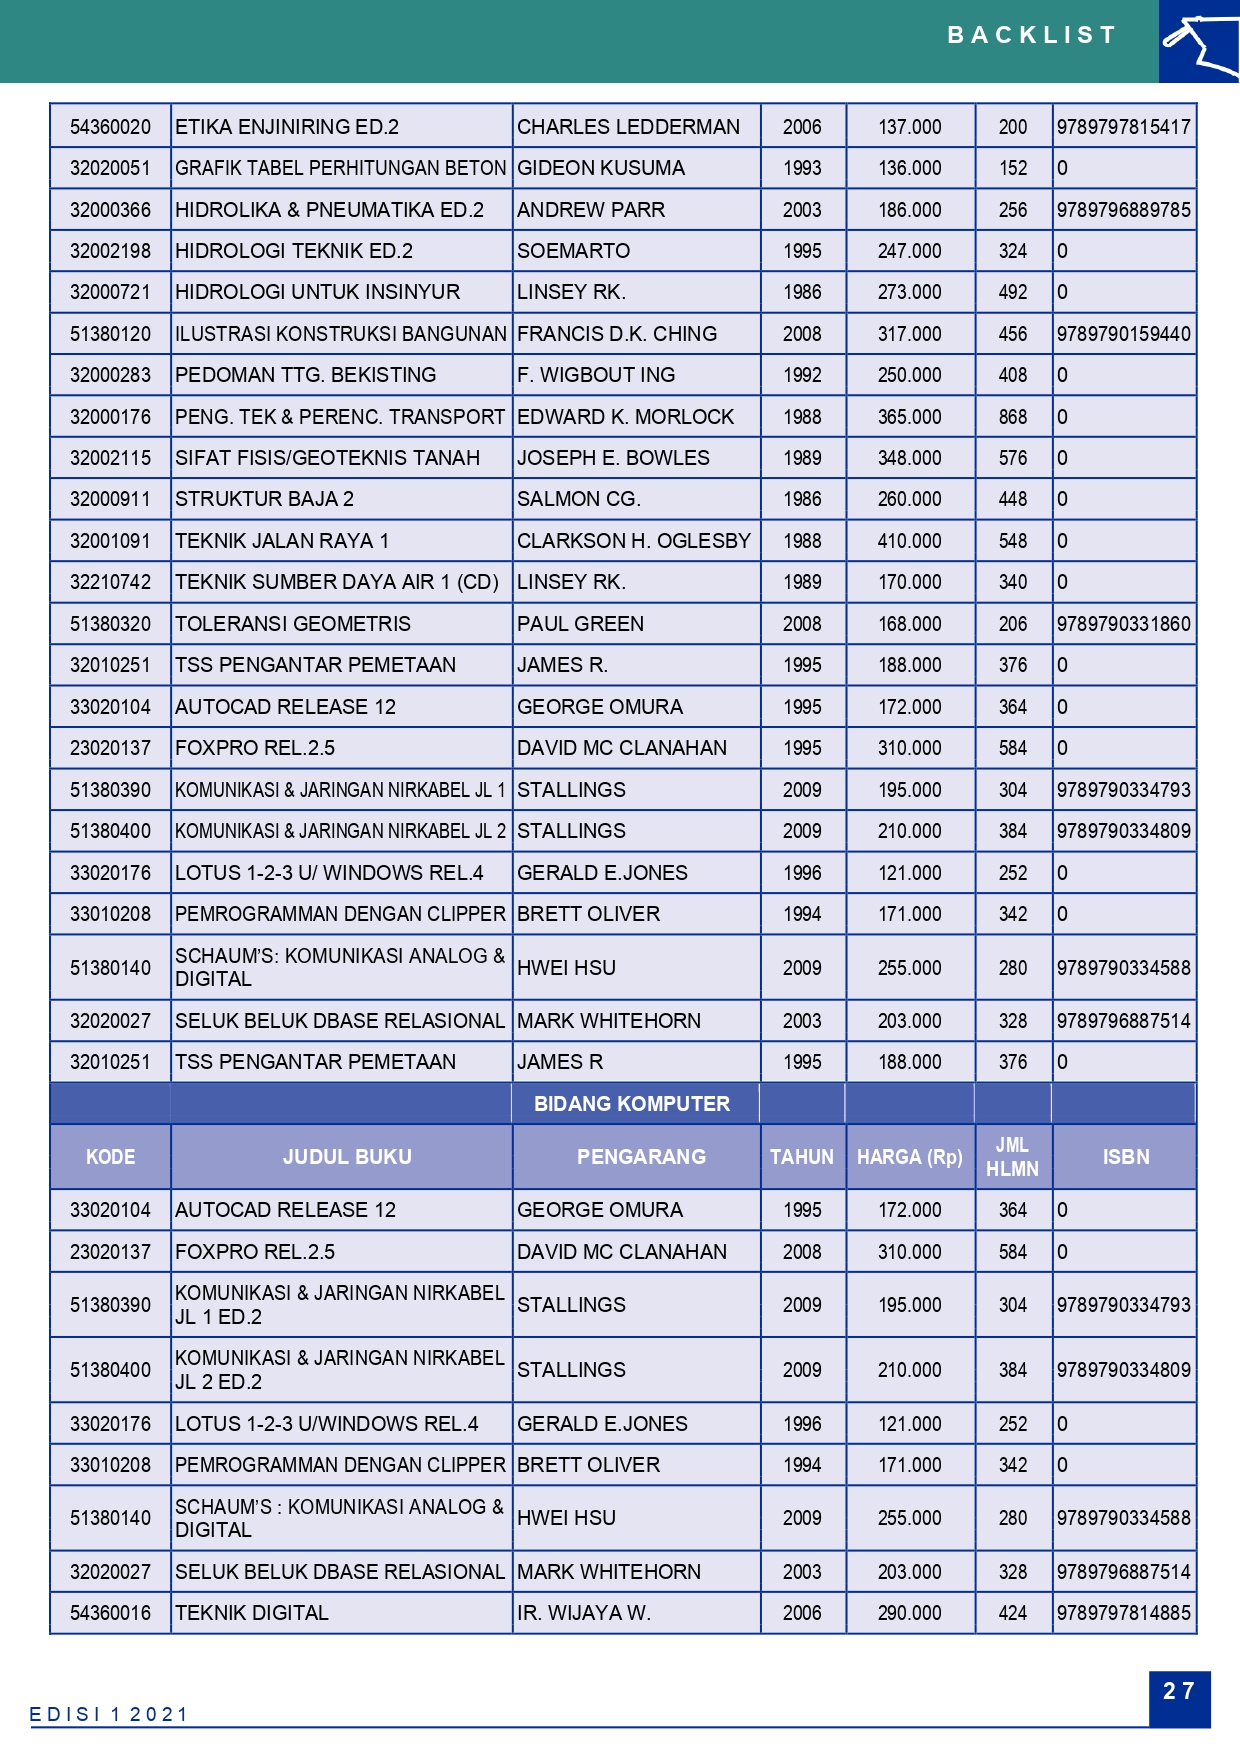 BACKLIST
54360020 ETIKA ENJINIRING ED.2 CHARLES LEDDERMAN 2006 137.000 200 9789797815417
32020051 GRAFIK TABEL PERHITUNGAN BETON GIDEON KUSUMA 1993 136.000 152 0
32000366 HIDROLIKA & PNEUMATIKA ED.2 ANDREW PARR 2003 186.000 256 9789796889785
32002198 HIDROLOGI TEKNIK ED.2 SOEMARTO 1995 247.000 324 0
32000721 HIDROLOGI UNTUK INSINYUR LINSEY RK. 1986 273.000 492 0
51380120 ILUSTRASI KONSTRUKSI BANGUNAN FRANCIS D.K. CHING 2008 317.000 456 9789790159440
32000283 PEDOMAN TTG. BEKISTING F. WIGBOUT ING 1992 250.000 408 0
32000176 PENG. TEK & PERENC. TRANSPORT EDWARD K. MORLOCK 1988 365.000 868 0
32002115 SIFAT FISIS/GEOTEKNIS TANAH JOSEPH E. BOWLES 1989 348.000 576 0
32000911 STRUKTUR BAJA 2 SALMON CG. 1986 260.000 448 0
32001091 TEKNIK JALAN RAYA 1 CLARKSON H. OGLESBY 1988 410.000 548 0
32210742 TEKNIK SUMBER DAYA AIR 1 (CD) LINSEY RK. 1989 170.000 340 0
51380320 TOLERANSI GEOMETRIS PAUL GREEN 2008 168.000 206 9789790331860
32010251 TSS PENGANTAR PEMETAAN JAMES R. 1995 188.000 376 0
33020104 AUTOCAD RELEASE 12 GEORGE OMURA 1995 172.000 364 0
23020137 FOXPRO REL.2.5 DAVID MC CLANAHAN 1995 310.000 584 0
51380390 KOMUNIKASI & JARINGAN NIRKABEL JL 1 STALLINGS 2009 195.000 304 9789790334793
51380400 KOMUNIKASI & JARINGAN NIRKABEL JL 2 STALLINGS 2009 210.000 384 9789790334809
33020176 LOTUS 1-2-3 U/ WINDOWS REL.4 GERALD E.JONES 1996 121.000 252 0
33010208 PEMROGRAMMAN DENGAN CLIPPER BRETT OLIVER 1994 171.000 342 0
51380140 SCHAUM'S: KOMUNIKASI ANALOG &
DIGITAL HWEI HSU 2009 255.000 280 9789790334588
32020027 SELUK BELUK DBASE RELASIONAL MARK WHITEHORN 2003 203.000 328 9789796887514
32010251 TSS PENGANTAR PEMETAAN JAMES R 1995 188.000 376 0
BIDANG KOMPUTER
KODE JUDUL BUKU PENGARANG TAHUN HARGA (Rp) JML
HLMN ISBN
33020104 AUTOCAD RELEASE 12 GEORGE OMURA 1995 172.000 364 0
23020137 FOXPRO REL.2.5 DAVID MC CLANAHAN 2008 310.000 584 0
51380390 KOMUNIKASI & JARINGAN NIRKABEL
JL 1 ED.2 STALLINGS 2009 195.000 304 9789790334793
51380400 KOMUNIKASI & JARINGAN NIRKABEL
JL 2 ED.2 STALLINGS 2009 210.000 384 9789790334809
33020176 LOTUS 1-2-3 U/WINDOWS REL.4 GERALD E.JONES 1996 121.000 252 0
33010208 PEMROGRAMMAN DENGAN CLIPPER BRETT OLIVER 1994 171.000 342 0
51380140 SCHAUM'S : KOMUNIKASI ANALOG &
DIGITAL HWEI HSU 2009 255.000 280 9789790334588
32020027 SELUK BELUK DBASE RELASIONAL MARK WHITEHORN 2003 203.000 328 9789796887514
54360016 TEKNIK DIGITAL IR. WIJAYA W. 2006 290.000 424 9789797814885
27
EDISI 1 2021